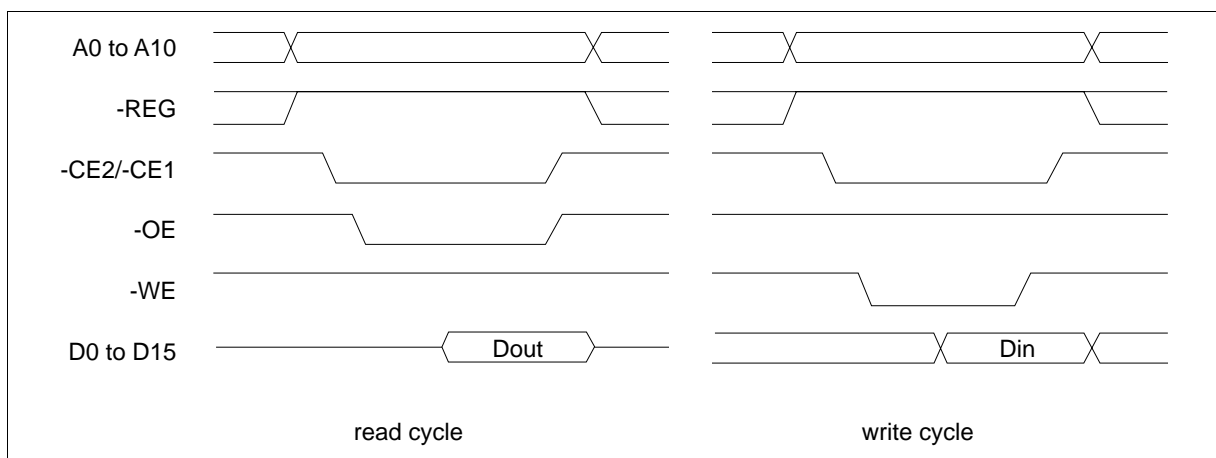 A0 to A10
-REG
-CE2/-CE1
-OE
-WE
D0 to D15
Dout
Din
read cycle
write cycle